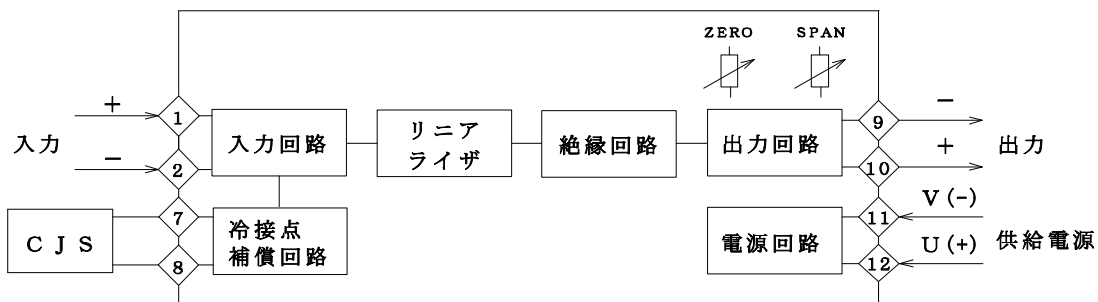 ZERO
SPAN
入力
+
-
1
2
入力回路
リニア
ライザ
絶縁回路
出力回路
9
10
-
+
出力
CJS
7
8
冷接点
補償回路
電源回路
11
12
V(-)
U(+)
供給電源